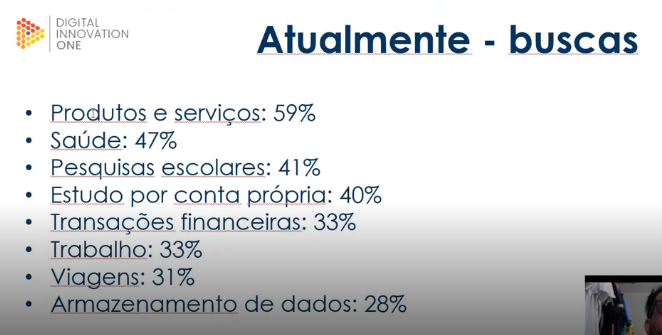 DIGITAL
INNOVATION
ONE
Atualmente - buscas
• Produtos e serviços: 59%
• Saúde: 47%
• Pesquisas escolares: 41%
• Estudo por conta própria: 40%
• Transações financeiras: 33%
• Trabalho: 33%
• Viagens: 31%
• Armazenamento de dados: 28%